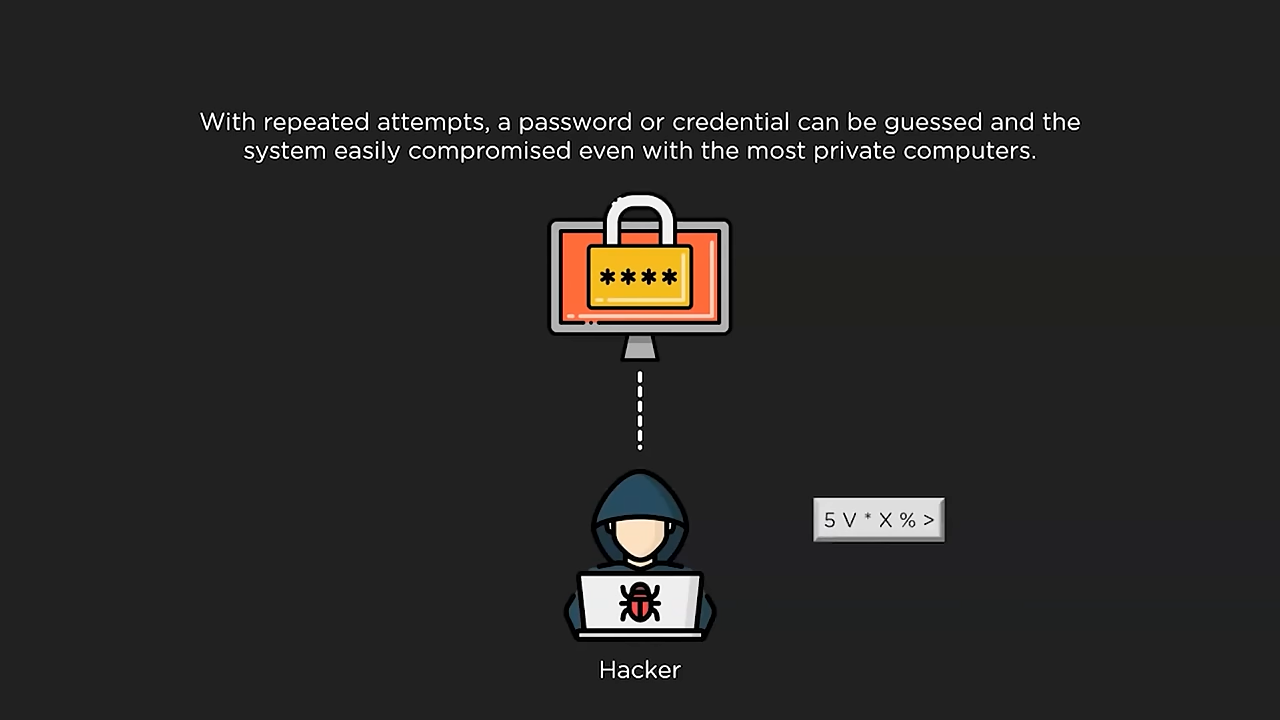 With repeated attempts, a password or credential can be guessed and the
system easily compromised even with the most private computers.
****
5 V * X % >
Hacker